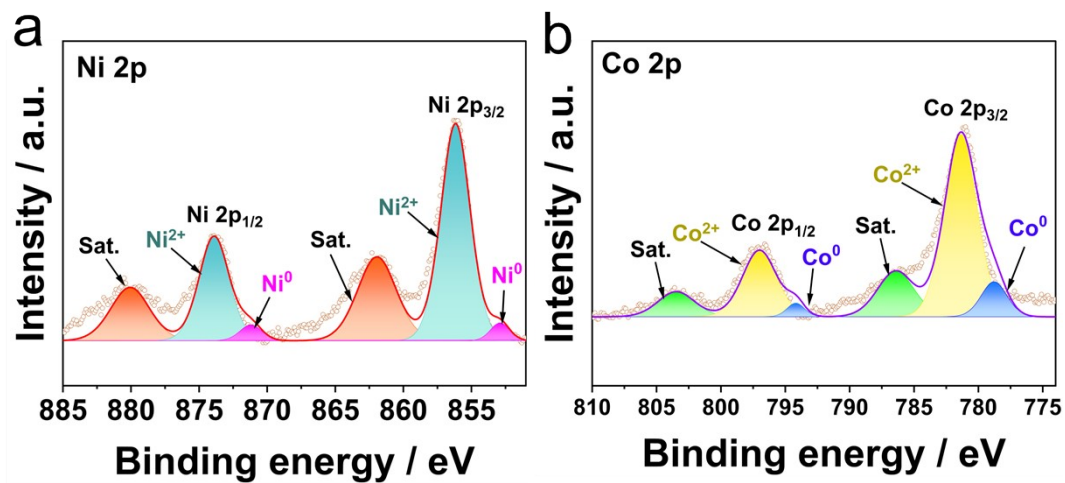 a
Ni 2p
Ni 2p3/2
Ni2+
Ni 2p1/2
Sat.
Ni2+
Sat.
Ni0
Ni0
Intensity / a.u.
885 880 875 870 865 860 855
Binding energy / eV
b
Co 2p
Co 2p3/2
Co2+
Co 2p1/2
Co2+
Sat.
Sat.
Co0
Co0
Intensity / a.u.
810 805 800 795 790 785 780 775
Binding energy / eV